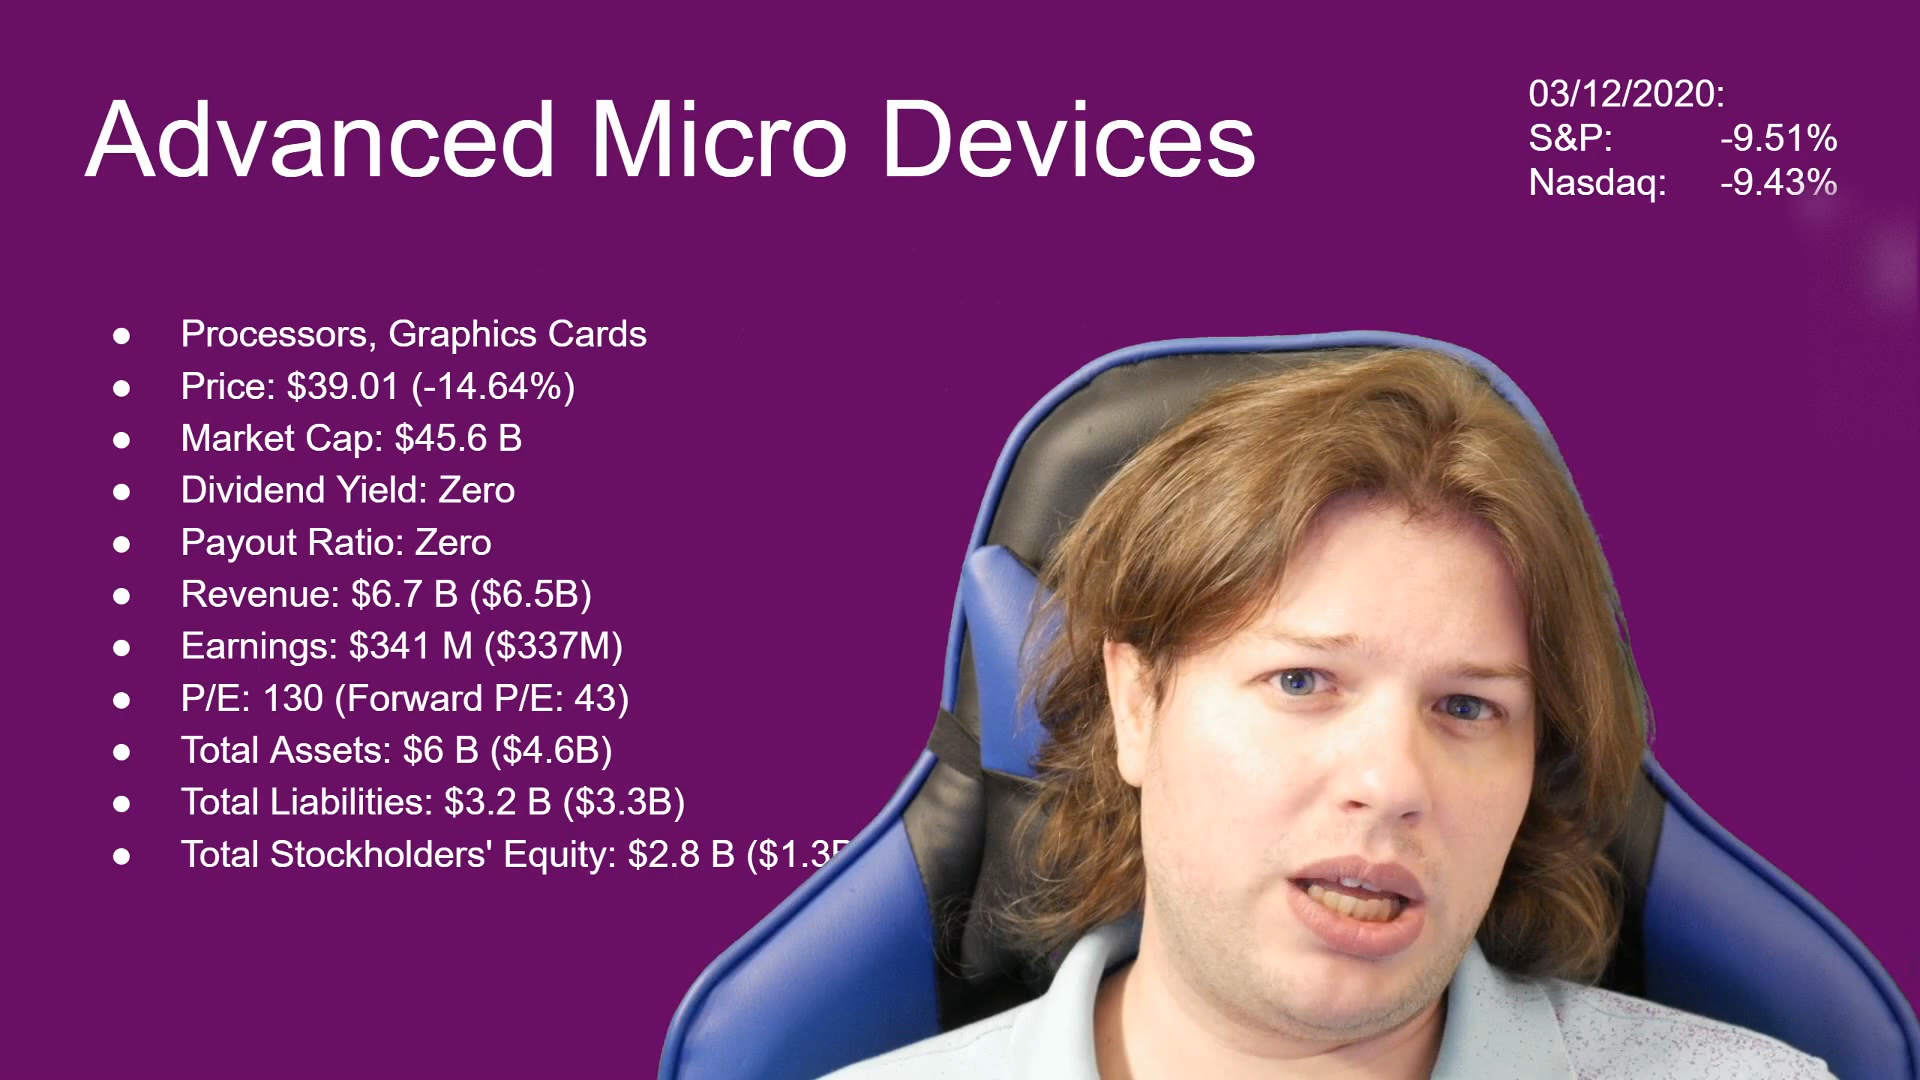 Advanced Micro Devices
03/12/2020:
S&P: -9.51%
Nasdaq: -9.43%
● Processors, Graphics Cards
● Price: $39.01 (-14.64%)
● Market Cap: $45.6 B
● Dividend Yield: Zero
● Payout Ratio: Zero
● Revenue: $6.7 B ($6.5B)
● Earnings: $341 M ($337M)
● P/E: 130 (Forward P/E: 43)
● Total Assets: $6 B ($4.6B)
● Total Liabilities: $3.2 B ($3.3B)
● Total Stockholders' Equity: $2.8 B ($1.3